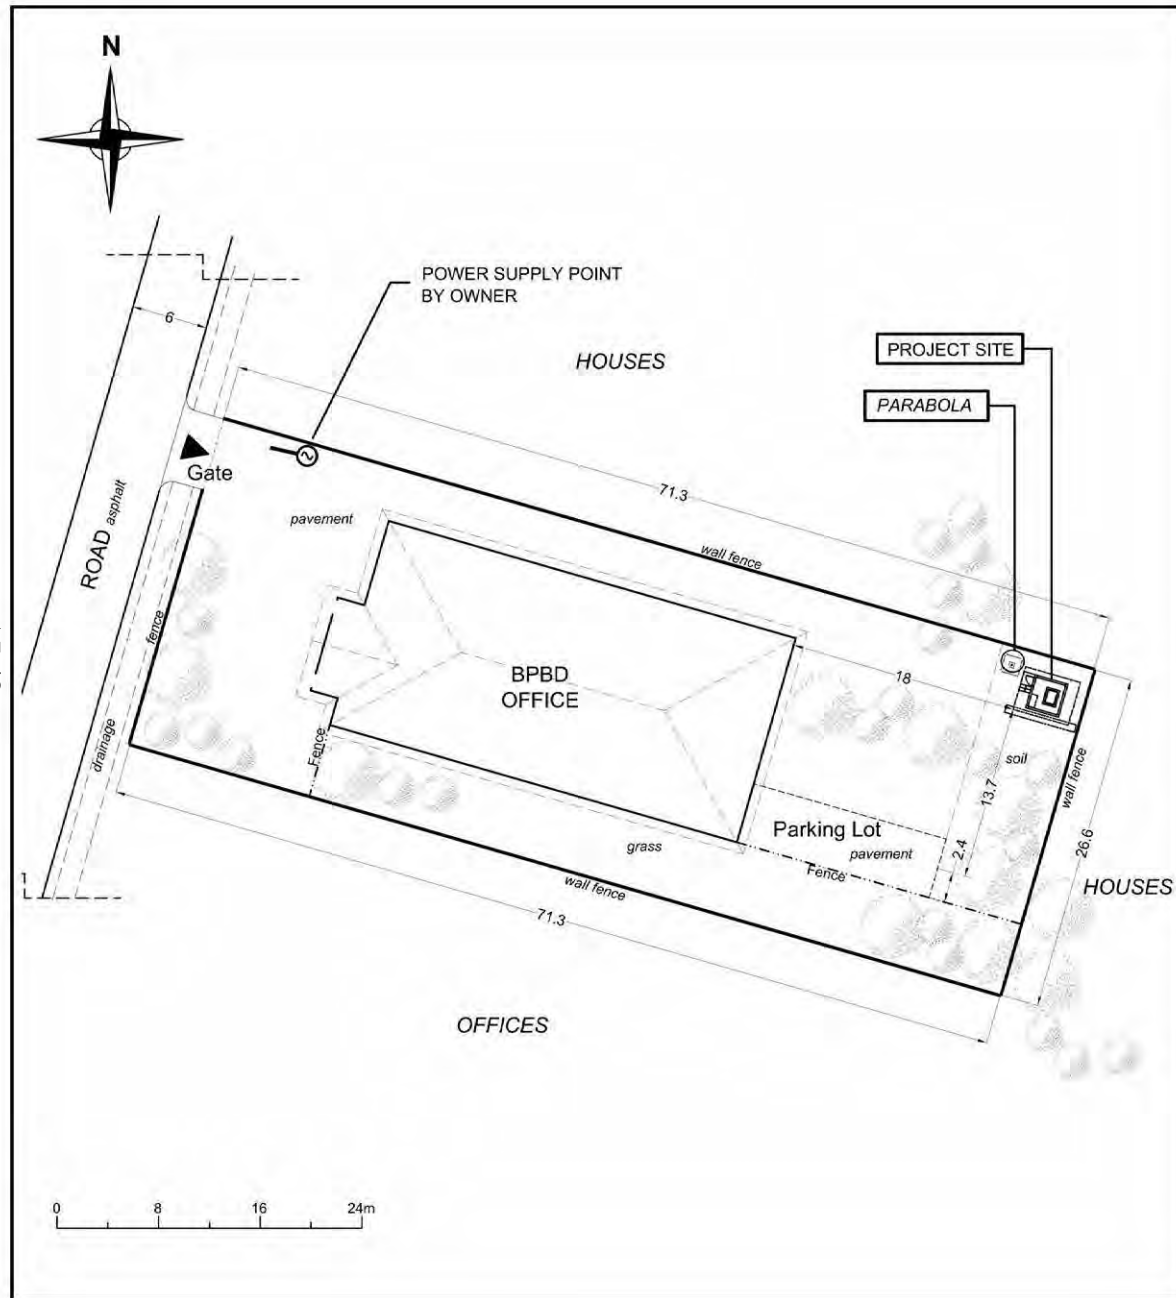 N
POWER SUPPLY POINT
BY OWNER
6
HOUSES
PROJECT SITE
PARABOLA
Gate
71.3
pavement
ROAD asphalt
wall fence
fence
BPBD
OFFICE
18
drainage
Fence
soil
wall fence
13.7
Parking Lot
pavement
2.4
26.6
grass
Fence
wall fence
HOUSES
71.3
OFFICES
0 8 16 24m